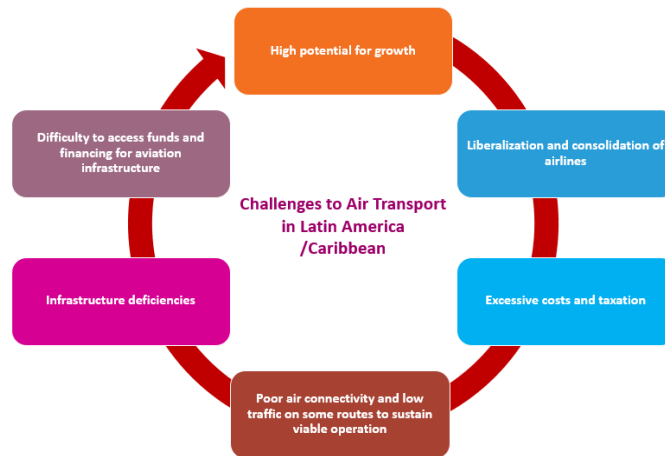 High potential for growth
Liberalization and consolidation of
airlines
Excessive costs and taxation
Poor air connectivity and low
traffic on some routes to sustain
viable operation
Infrastructure deficiencies
Difficulty to access funds and
financing for aviation
infrastructure
Challenges to Air Transport
in Latin America
/Caribbean